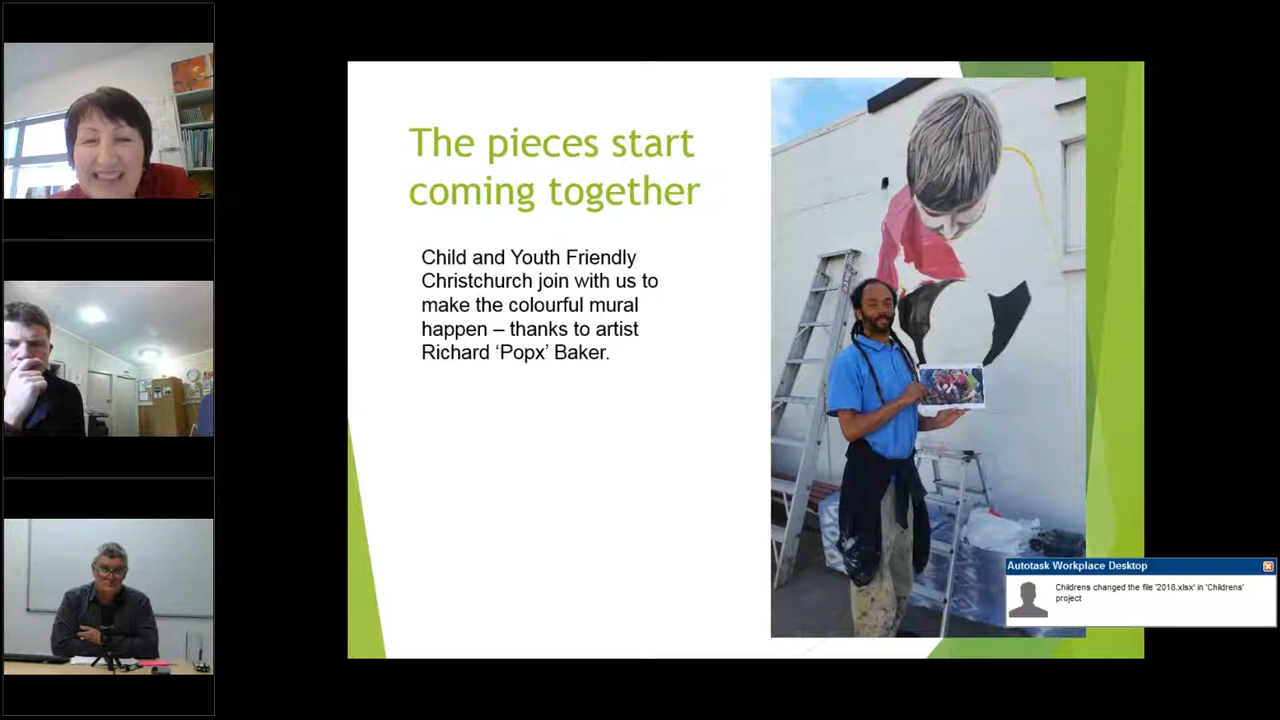 The pieces start
coming together
Child and Youth Friendly
Christchurch join with us to
make the colourful mural
happen – thanks to artist
Richard ‘Popx’ Baker.
Autotask Workplace Desktop
Childrens changed the file '2018.xlsx' in 'Childrens'
project